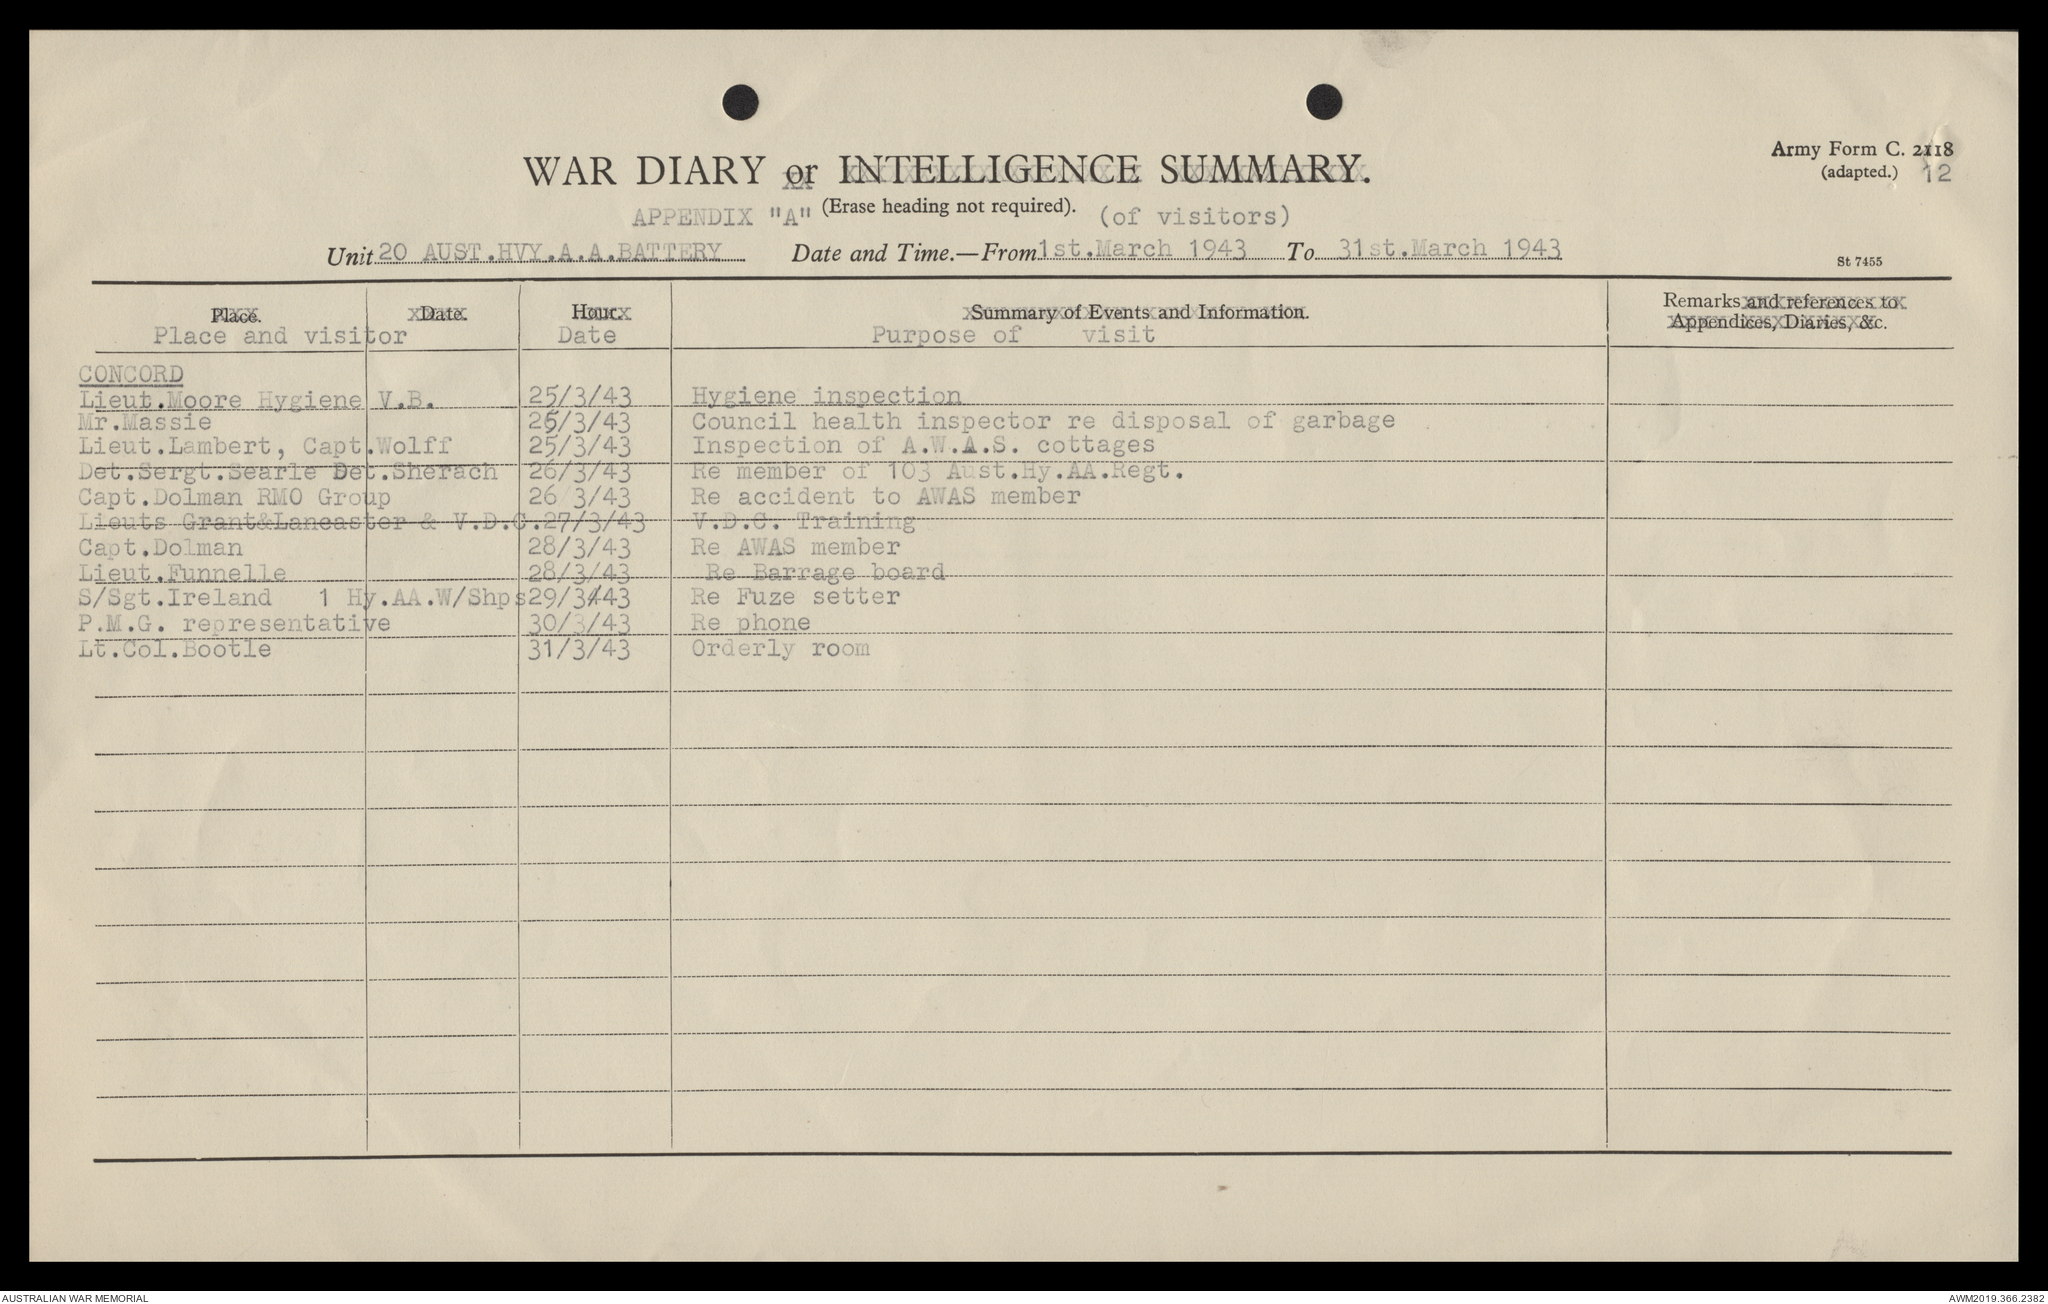 Army Form C. 2118
(adapted.) 12
WAR DIARY or INTELLIGENCE SUMMARY.
APPENDIX "A" (Erase heading not required). (of visitors)
Unit 20 AUST.HVY.A.A.BATTERY Date and Time.—From 1st.March 1943 To 31st.March 1943
St 7455
Place. Date. Hour. Summary of Events and Information. Remarks and references to Appendices, Diaries, &c.
Place and visitor Date Purpose of visit
CONCORD
Lieut.Moore Hygiene V.B. 25/3/43 Hygiene inspection
Mr.Massie 25/3/43 Council health inspector re disposal of garbage
Lieut.Lambert, Capt.Wolff 25/3/43 Inspection of A.W.A.S. cottages
Det.Sergt.Searle Det.Sherach 26/3/43 Re member of 103 Aust.Hy.AA.Regt.
Capt.Dolman RMO Group 26 3/43 Re accident to AWAS member
Lieuts Grant&Lancaster & V.D.C.27/3/43 V.D.C. Training
Capt.Dolman 28/3/43 Re AWAS member
Lieut.Funnelle 28/3/43 Re Barrage board
S/Sgt.Ireland 1 Hy.AA.W/Shps 29/3/43 Re Fuze setter
P.M.G. representative 30/3/43 Re phone
Lt.Col.Bootle 31/3/43 Orderly room
AUSTRALIAN WAR MEMORIAL AWM2019.366.2382